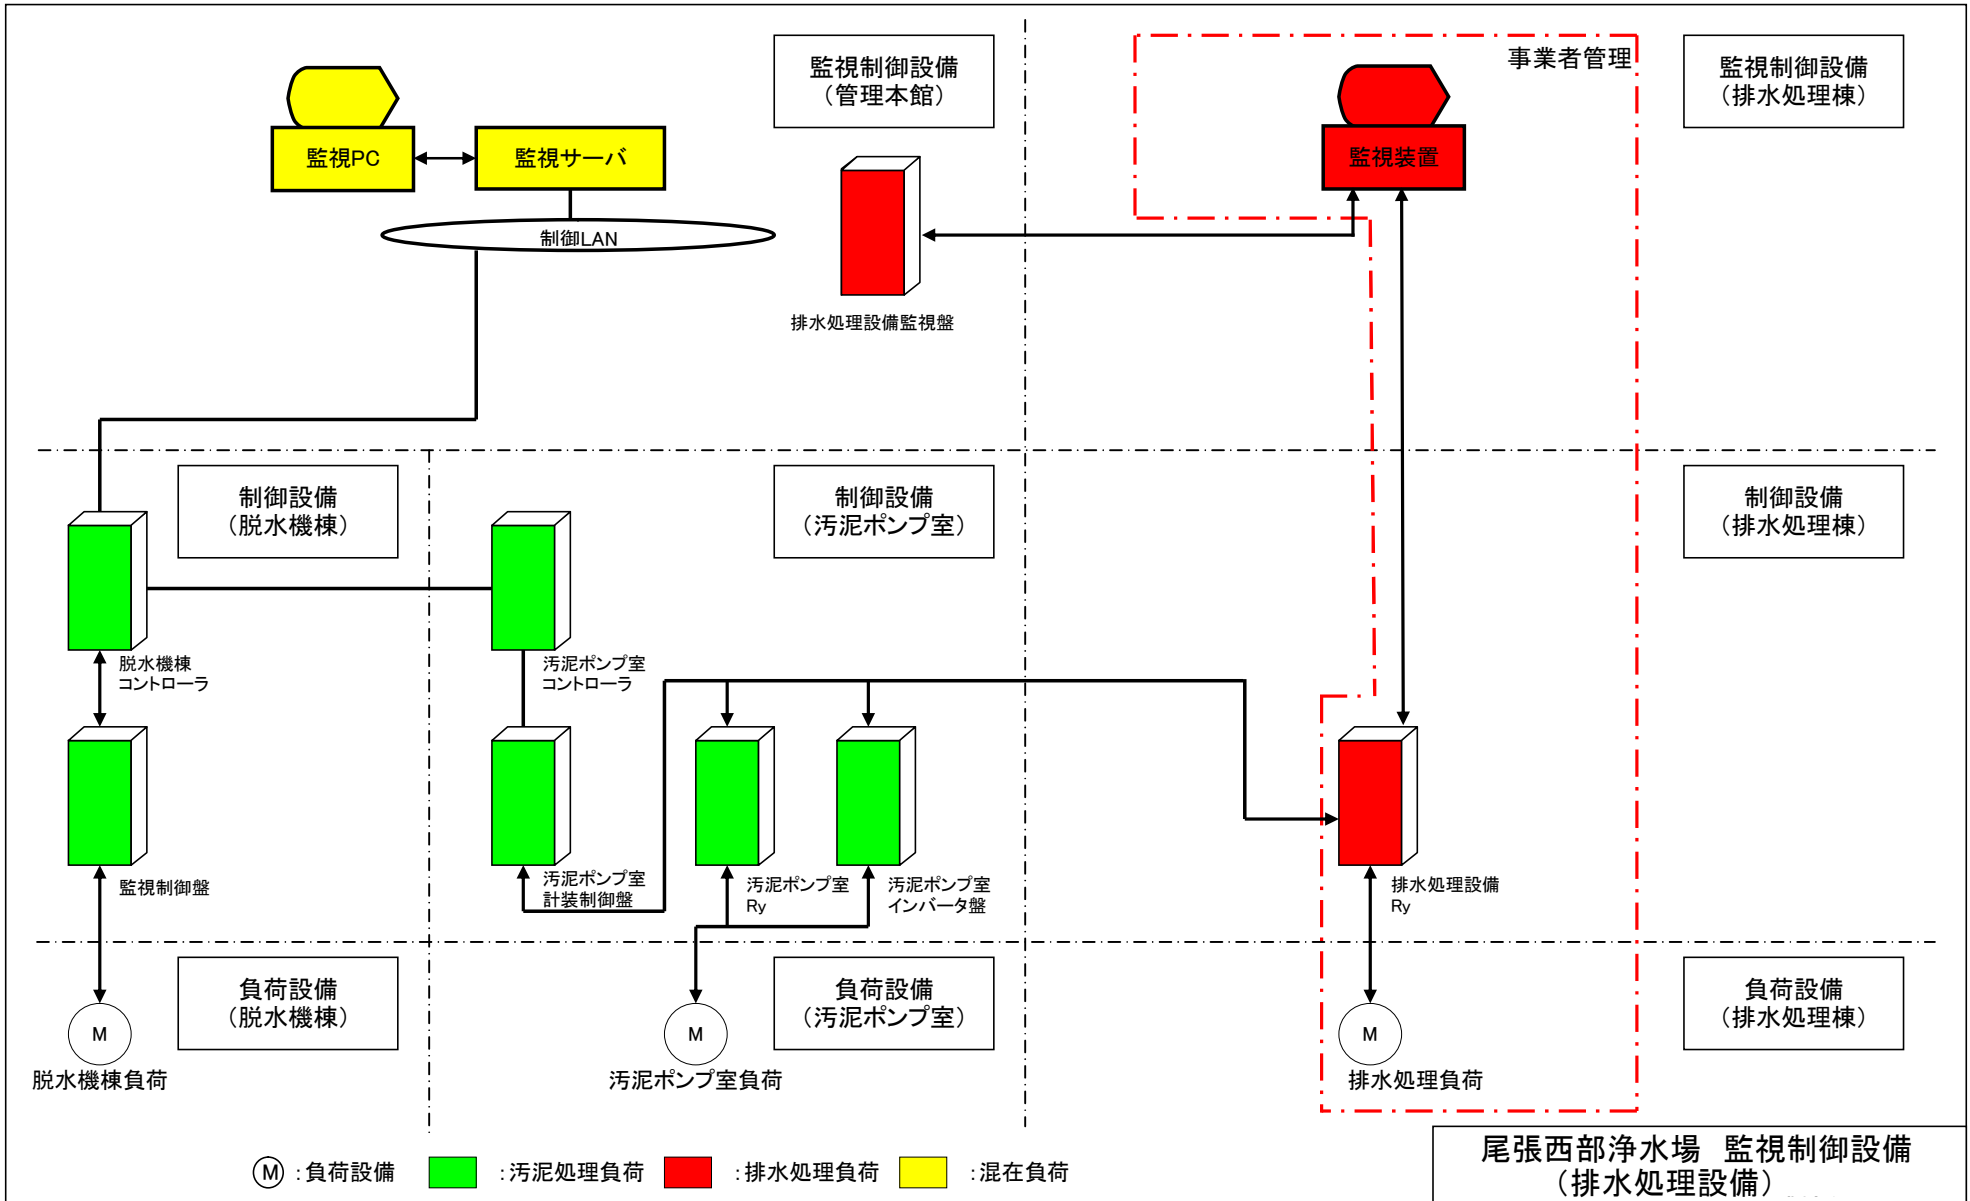 監視制御設備
（管理本館）
事業者管理
監視制御設備
（排水処理棟）
監視PC
監視サーバ
監視装置
制御LAN
排水処理設備監視盤
制御設備
（脱水機棟）
制御設備
（汚泥ポンプ室）
制御設備
（排水処理棟）
脱水機棟
コントローラ
汚泥ポンプ室
コントローラ
監視制御盤
汚泥ポンプ室
計装制御盤
汚泥ポンプ室
Ry
汚泥ポンプ室
インバータ盤
排水処理設備
Ry
負荷設備
（脱水機棟）
負荷設備
（汚泥ポンプ室）
負荷設備
（排水処理棟）
M
M
M
脱水機棟負荷
汚泥ポンプ室負荷
排水処理負荷
M ：負荷設備
：汚泥処理負荷
：排水処理負荷
：混在負荷
尾張西部浄水場　監視制御設備
（排水処理設備）